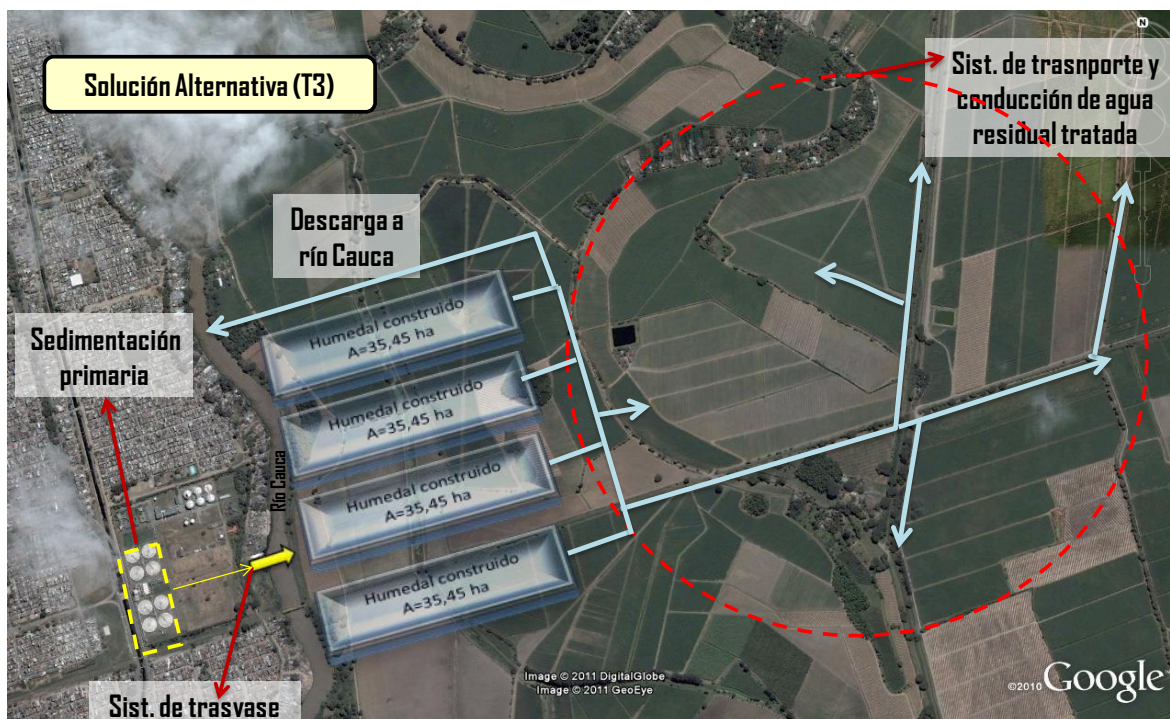 Solución Alternativa (T3)
N
Sist. de trasnporte y
conducción de agua
residual tratada
Descarga a
río Cauca
Sedimentación
primaria
Humedal construido
A=35,45 ha
Humedal construido
A=35,45 ha
Humedal construido
A=35,45 ha
Humedal construido
A=35,45 ha
Río Cauca
Sist. de trasvase
Image © 2011 DigitalGlobe
Image © 2011 GeoEye
©2010 Google